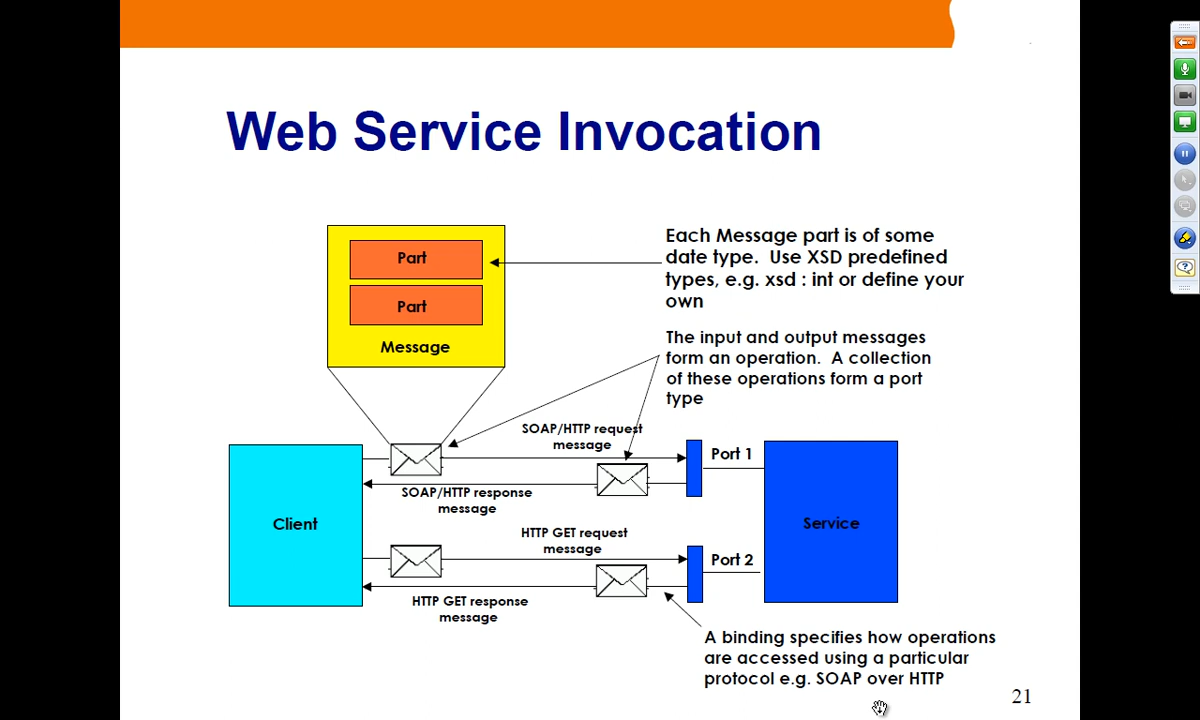 Web Service Invocation
Part
Part
Message
Each Message part is of some
date type. Use XSD predefined
types, e.g. xsd : int or define your
own
The input and output messages
form an operation. A collection
of these operations form a port
type
SOAP/HTTP request
message
Port 1
SOAP/HTTP response
message
Client
Service
HTTP GET request
message
Port 2
HTTP GET response
message
A binding specifies how operations
are accessed using a particular
protocol e.g. SOAP over HTTP
21